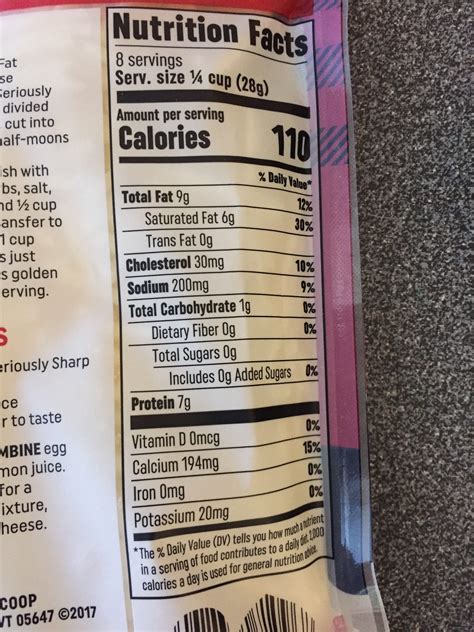 Fat
se
Seriously
divided
cut into
half-moons
ish with
bs, salt,
nd ½ cup
ansfer to
1 cup
s just
s golden
erving.
S
eriously Sharp
ce
r to taste
MBINE egg
mon juice.
for a
ixture,
heese.
COOP
VT 05647 ©2017
Nutrition Facts
8 servings
Serv. size ¼ cup (28g)
Amount per serving
Calories 110
% Daily Value*
Total Fat 9g 12%
Saturated Fat 6g 30%
Trans Fat 0g
Cholesterol 30mg 10%
Sodium 200mg 9%
Total Carbohydrate 1g 0%
Dietary Fiber 0g 0%
Total Sugars 0g
Includes 0g Added Sugars 0%
Protein 7g
Vitamin D 0mcg 0%
Calcium 194mg 15%
Iron 0mg 0%
Potassium 20mg 0%
*The % Daily Value (DV) tells you how much a nutrient
in a serving of food contributes to a daily diet. 2,000
calories a day is used for general nutrition advice.